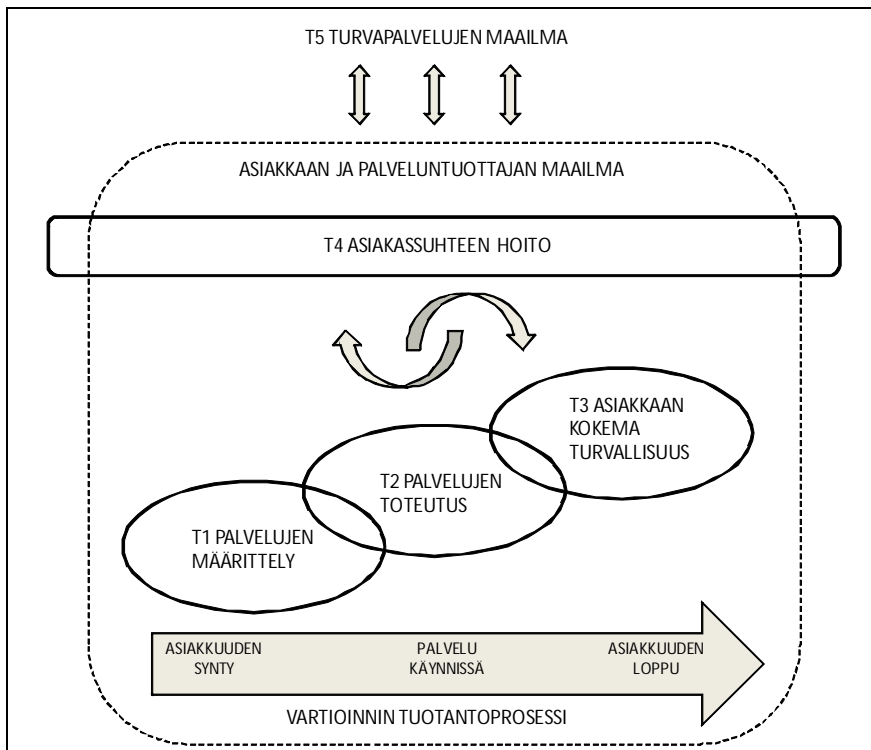 T5 TURVAPALVELUJEN MAAILMA
ASIAKKAAN JA PALVELUNTUOTTAJAN MAAILMA
T4 ASIAKASSUHTEEN HOITO
T3 ASIAKKAAN
KOKEMA
TURVALLISUUS
T2 PALVELUJEN
TOTEUTUS
T1 PALVELUJEN
MÄÄRITTELY
ASIAKKUUDEN
SYNTY
PALVELU
KÄYNNISSÄ
ASIAKKUUDEN
LOPPU
VARTIOINNIN TUOTANTOPROSESSI